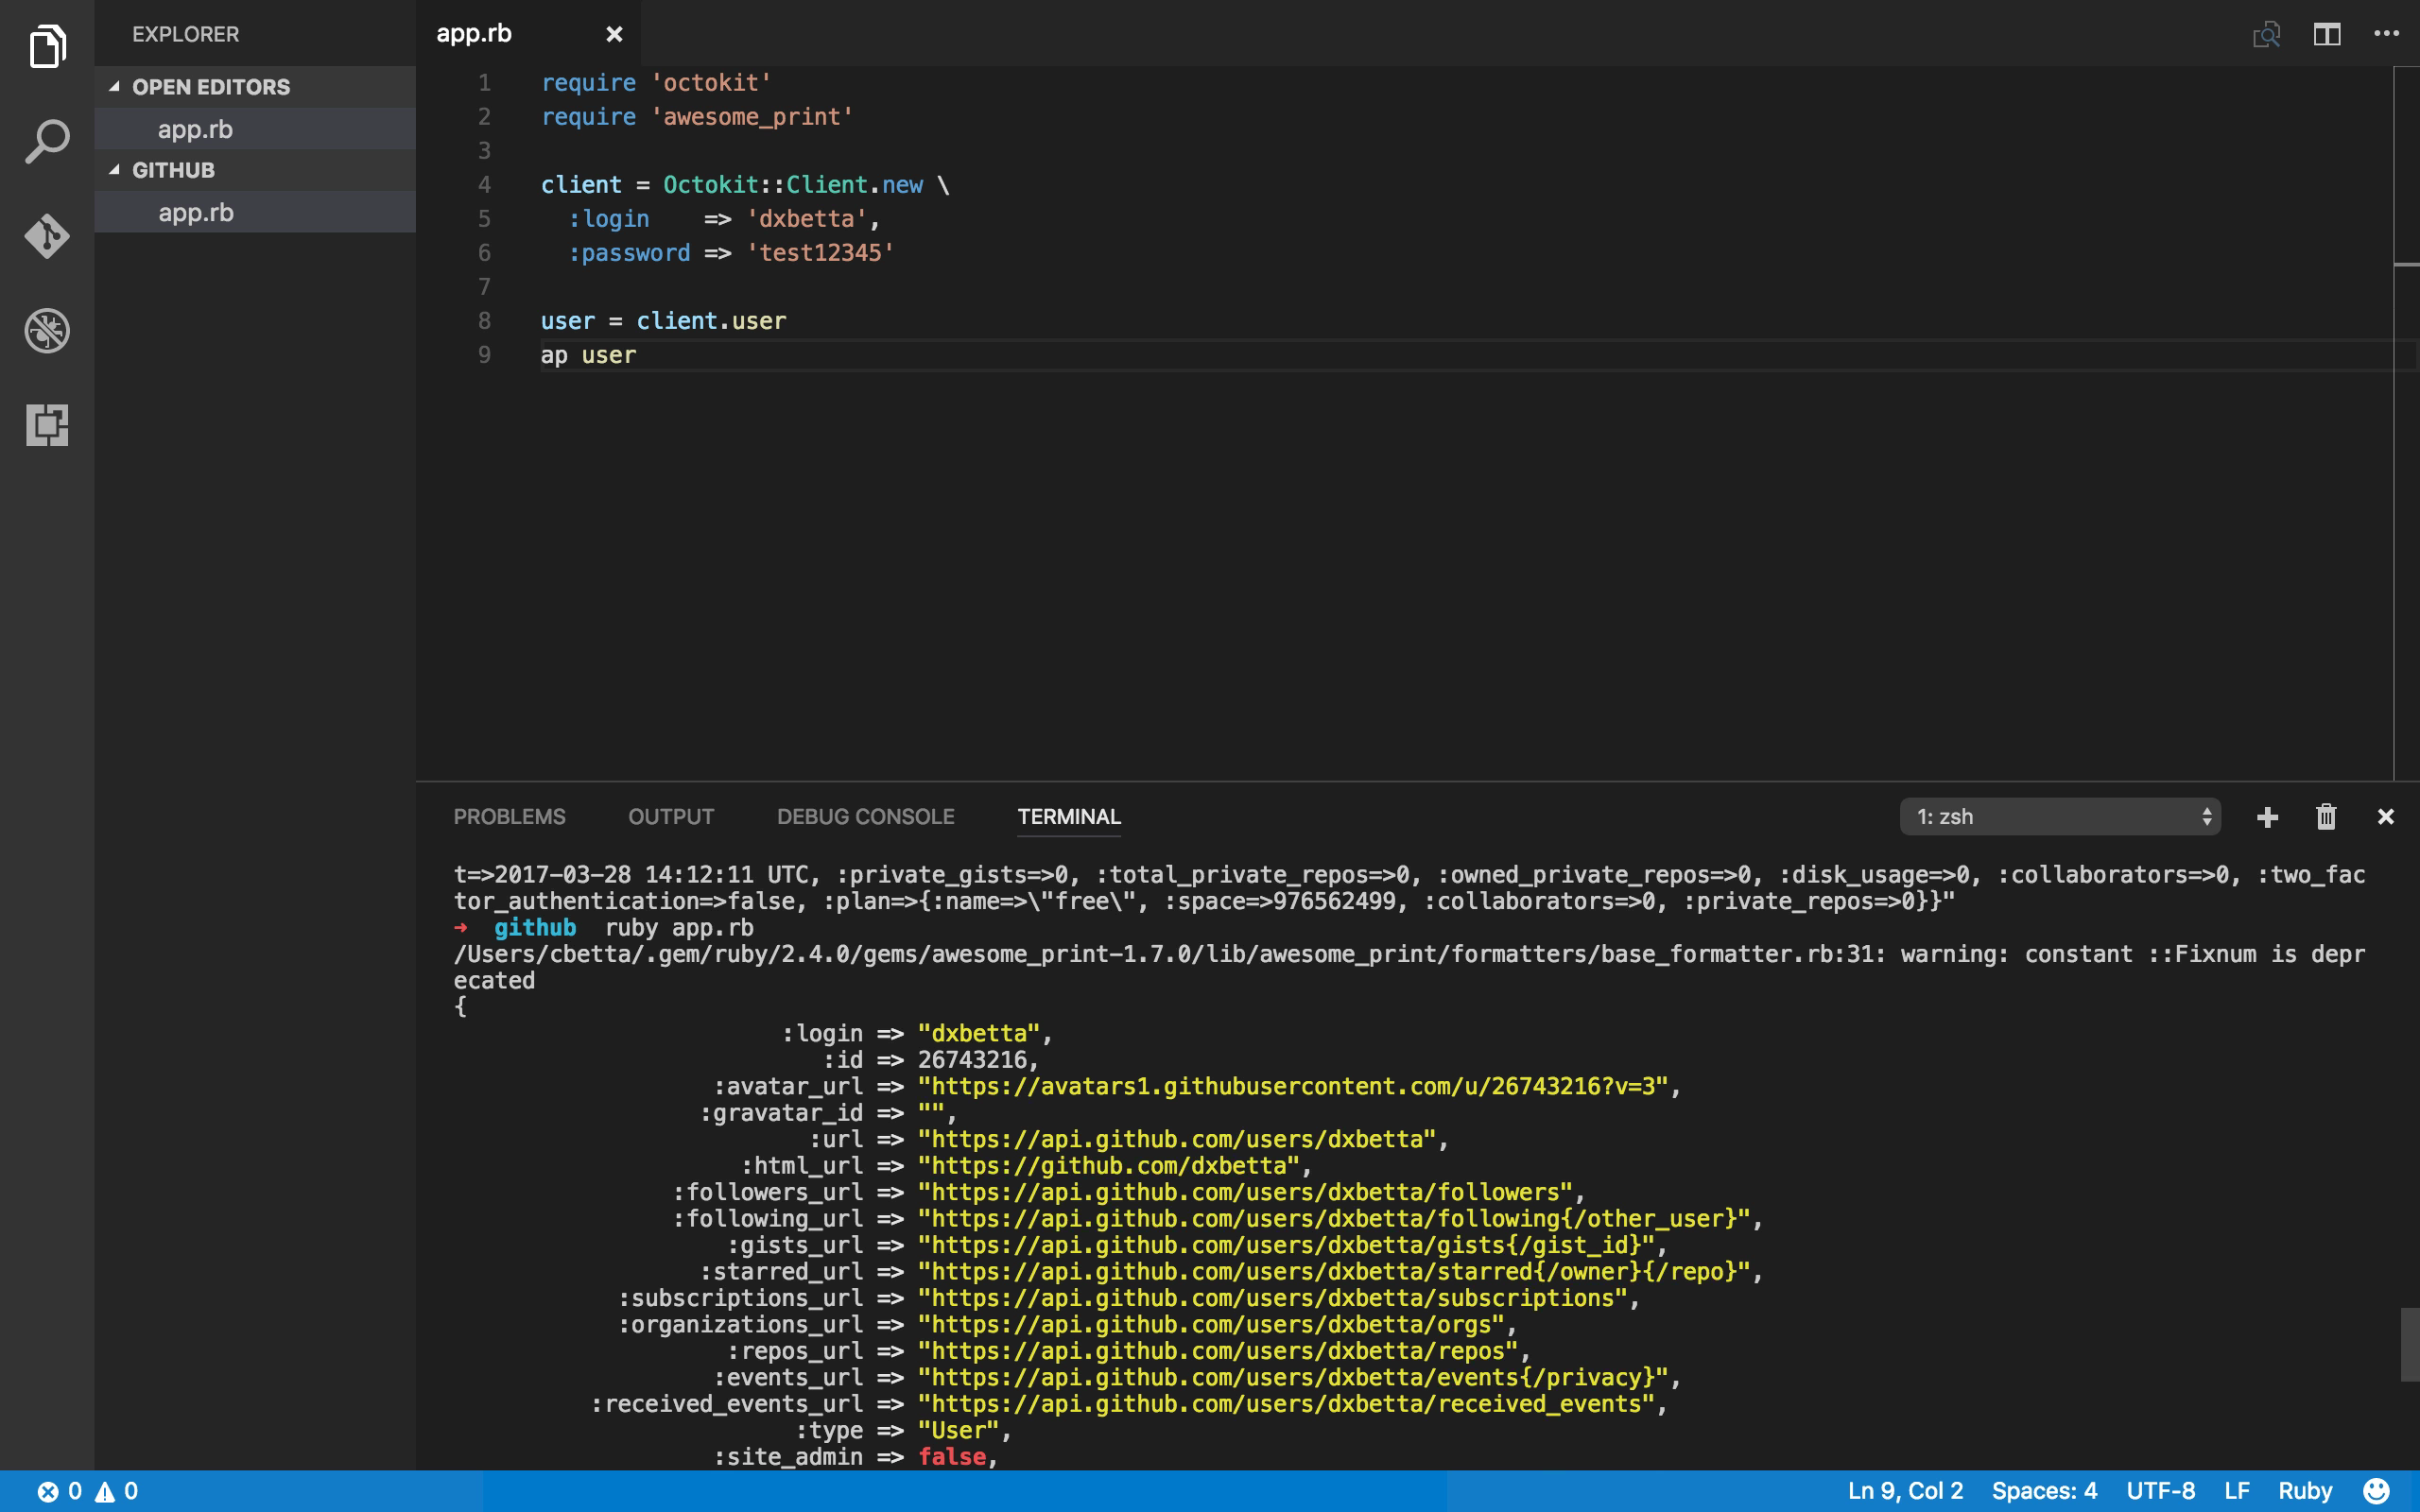 EXPLORER
OPEN EDITORS
app.rb
GITHUB
app.rb
app.rb
1 require 'octokit'
2 require 'awesome_print'
3
4 client = Octokit::Client.new \
5 :login    => 'dxbetta',
6 :password => 'test12345'
7
8 user = client.user
9 ap user
PROBLEMS OUTPUT DEBUG CONSOLE TERMINAL 1: zsh
t=>2017-03-28 14:12:11 UTC, :private_gists=>0, :total_private_repos=>0, :owned_private_repos=>0, :disk_usage=>0, :collaborators=>0, :two_fac
tor_authentication=>false, :plan=>{:name=>\"free\", :space=>976562499, :collaborators=>0, :private_repos=>0}}"
➜ github ruby app.rb
/Users/cbetta/.gem/ruby/2.4.0/gems/awesome_print-1.7.0/lib/awesome_print/formatters/base_formatter.rb:31: warning: constant ::Fixnum is depr
ecated
{
:login => "dxbetta",
:id => 26743216,
:avatar_url => "https://avatars1.githubusercontent.com/u/26743216?v=3",
:gravatar_id => "",
:url => "https://api.github.com/users/dxbetta",
:html_url => "https://github.com/dxbetta",
:followers_url => "https://api.github.com/users/dxbetta/followers",
:following_url => "https://api.github.com/users/dxbetta/following{/other_user}",
:gists_url => "https://api.github.com/users/dxbetta/gists{/gist_id}",
:starred_url => "https://api.github.com/users/dxbetta/starred{/owner}{/repo}",
:subscriptions_url => "https://api.github.com/users/dxbetta/subscriptions",
:organizations_url => "https://api.github.com/users/dxbetta/orgs",
:repos_url => "https://api.github.com/users/dxbetta/repos",
:events_url => "https://api.github.com/users/dxbetta/events{/privacy}",
:received_events_url => "https://api.github.com/users/dxbetta/received_events",
:type => "User",
:site_admin => false,
0 0 Ln 9, Col 2 Spaces: 4 UTF-8 LF Ruby